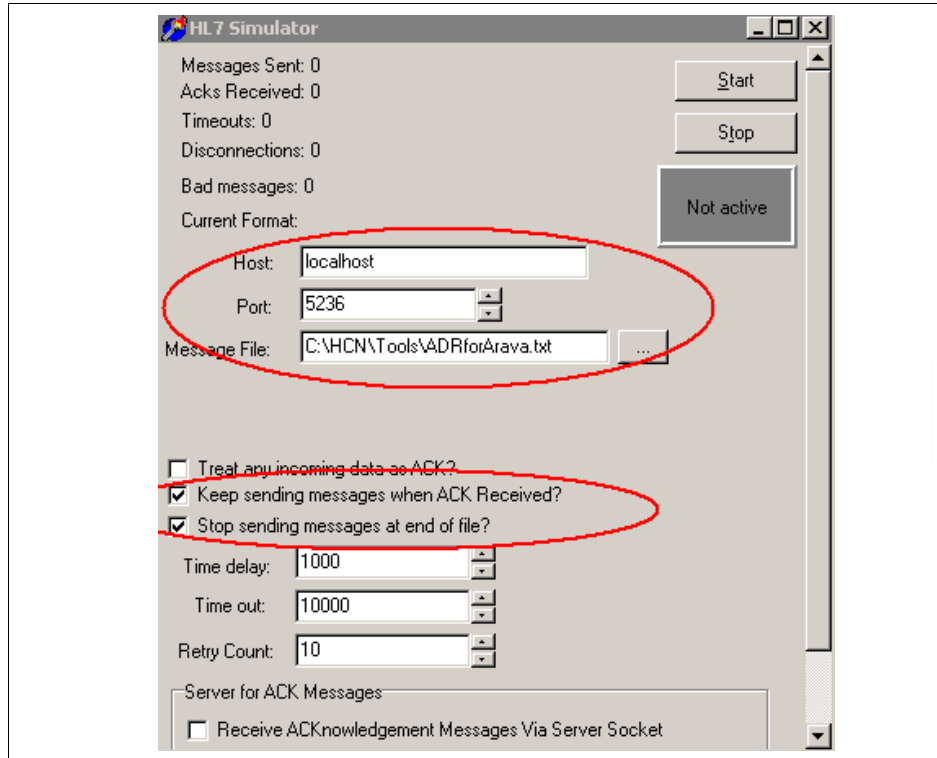 HL7 Simulator
Messages Sent: 0
Acks Received: 0
Timeouts: 0
Disconnections: 0
Bad messages: 0
Current Format:
Start
Stop
Not active
Host: localhost
Port: 5236
Message File: C:\HCN\Tools\ADRforArava.txt ...
Treat any incoming data as ACK?
Keep sending messages when ACK Received?
Stop sending messages at end of file?
Time delay: 1000
Time out: 10000
Retry Count: 10
Server for ACK Messages
Receive ACKnowledgement Messages Via Server Socket